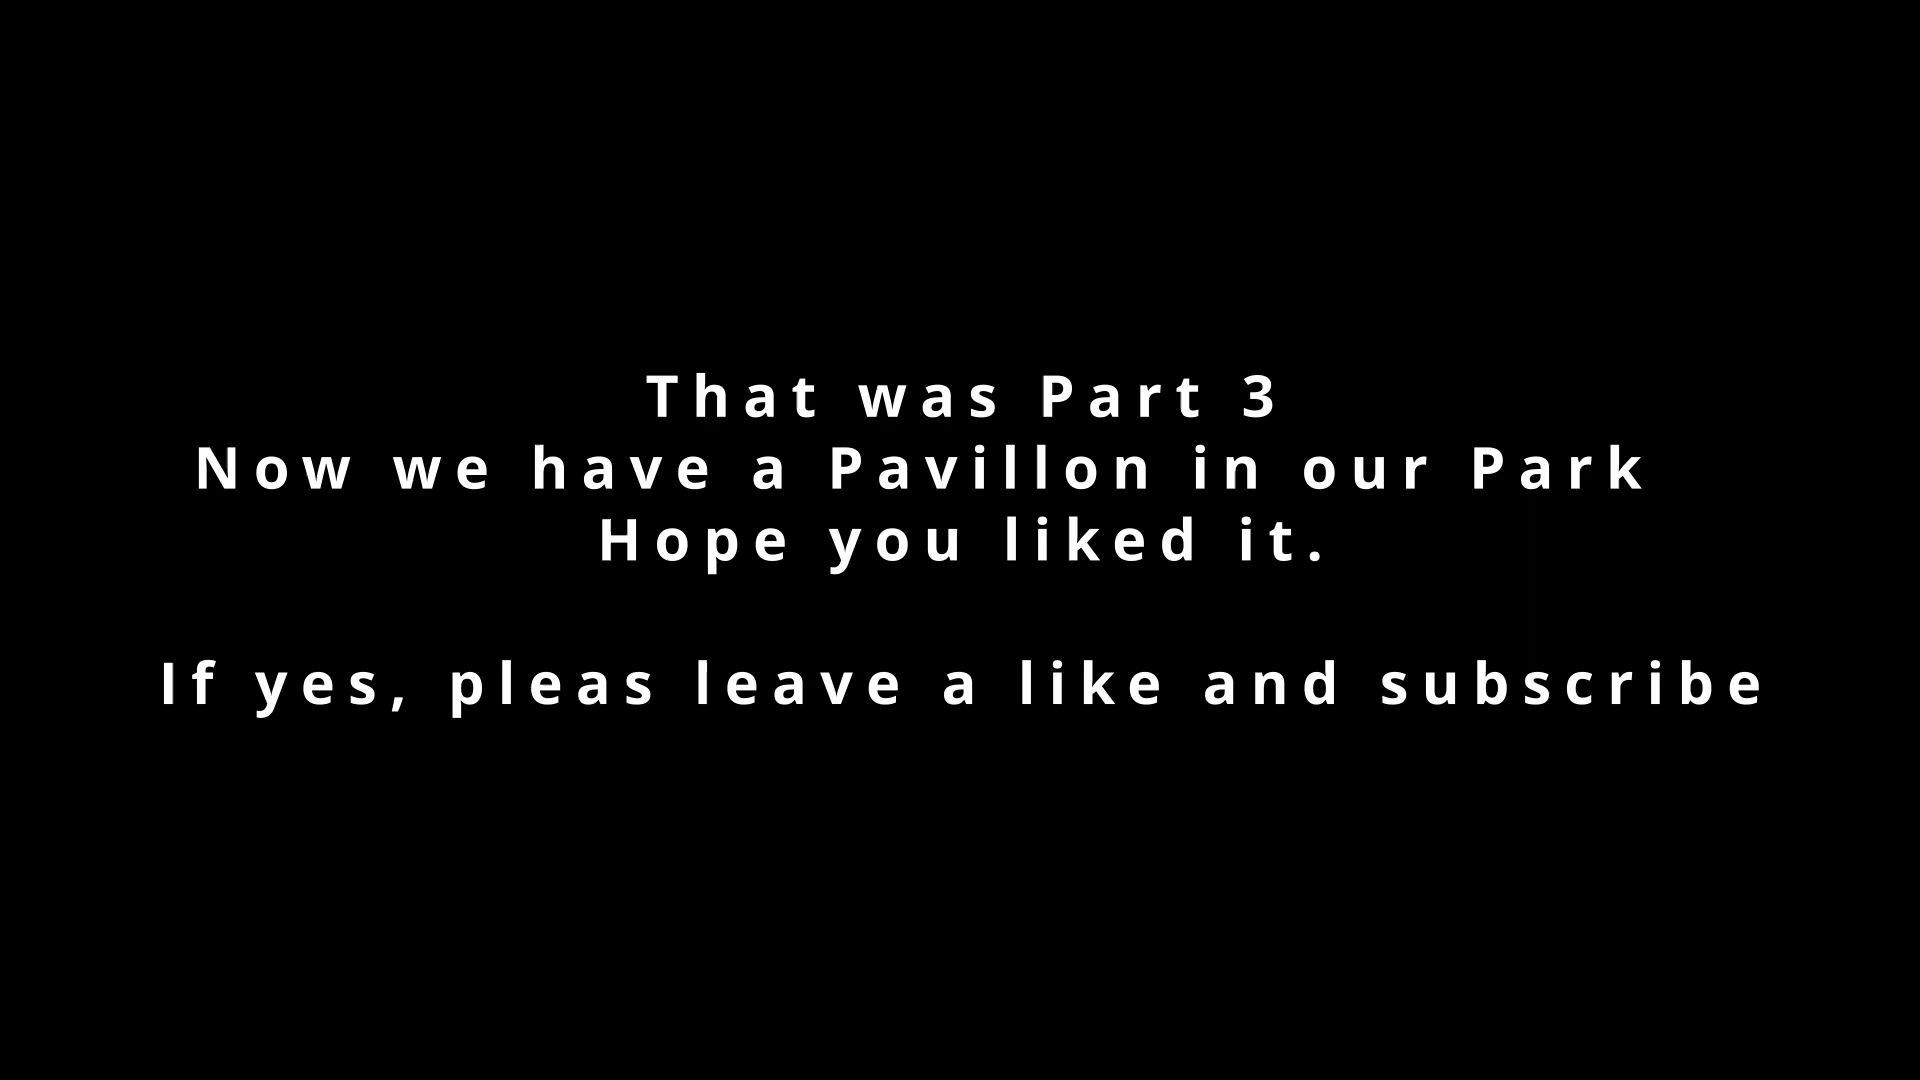 That was Part 3
Now we have a Pavillon in our Park
Hope you liked it.
If yes, pleas leave a like and subscribe